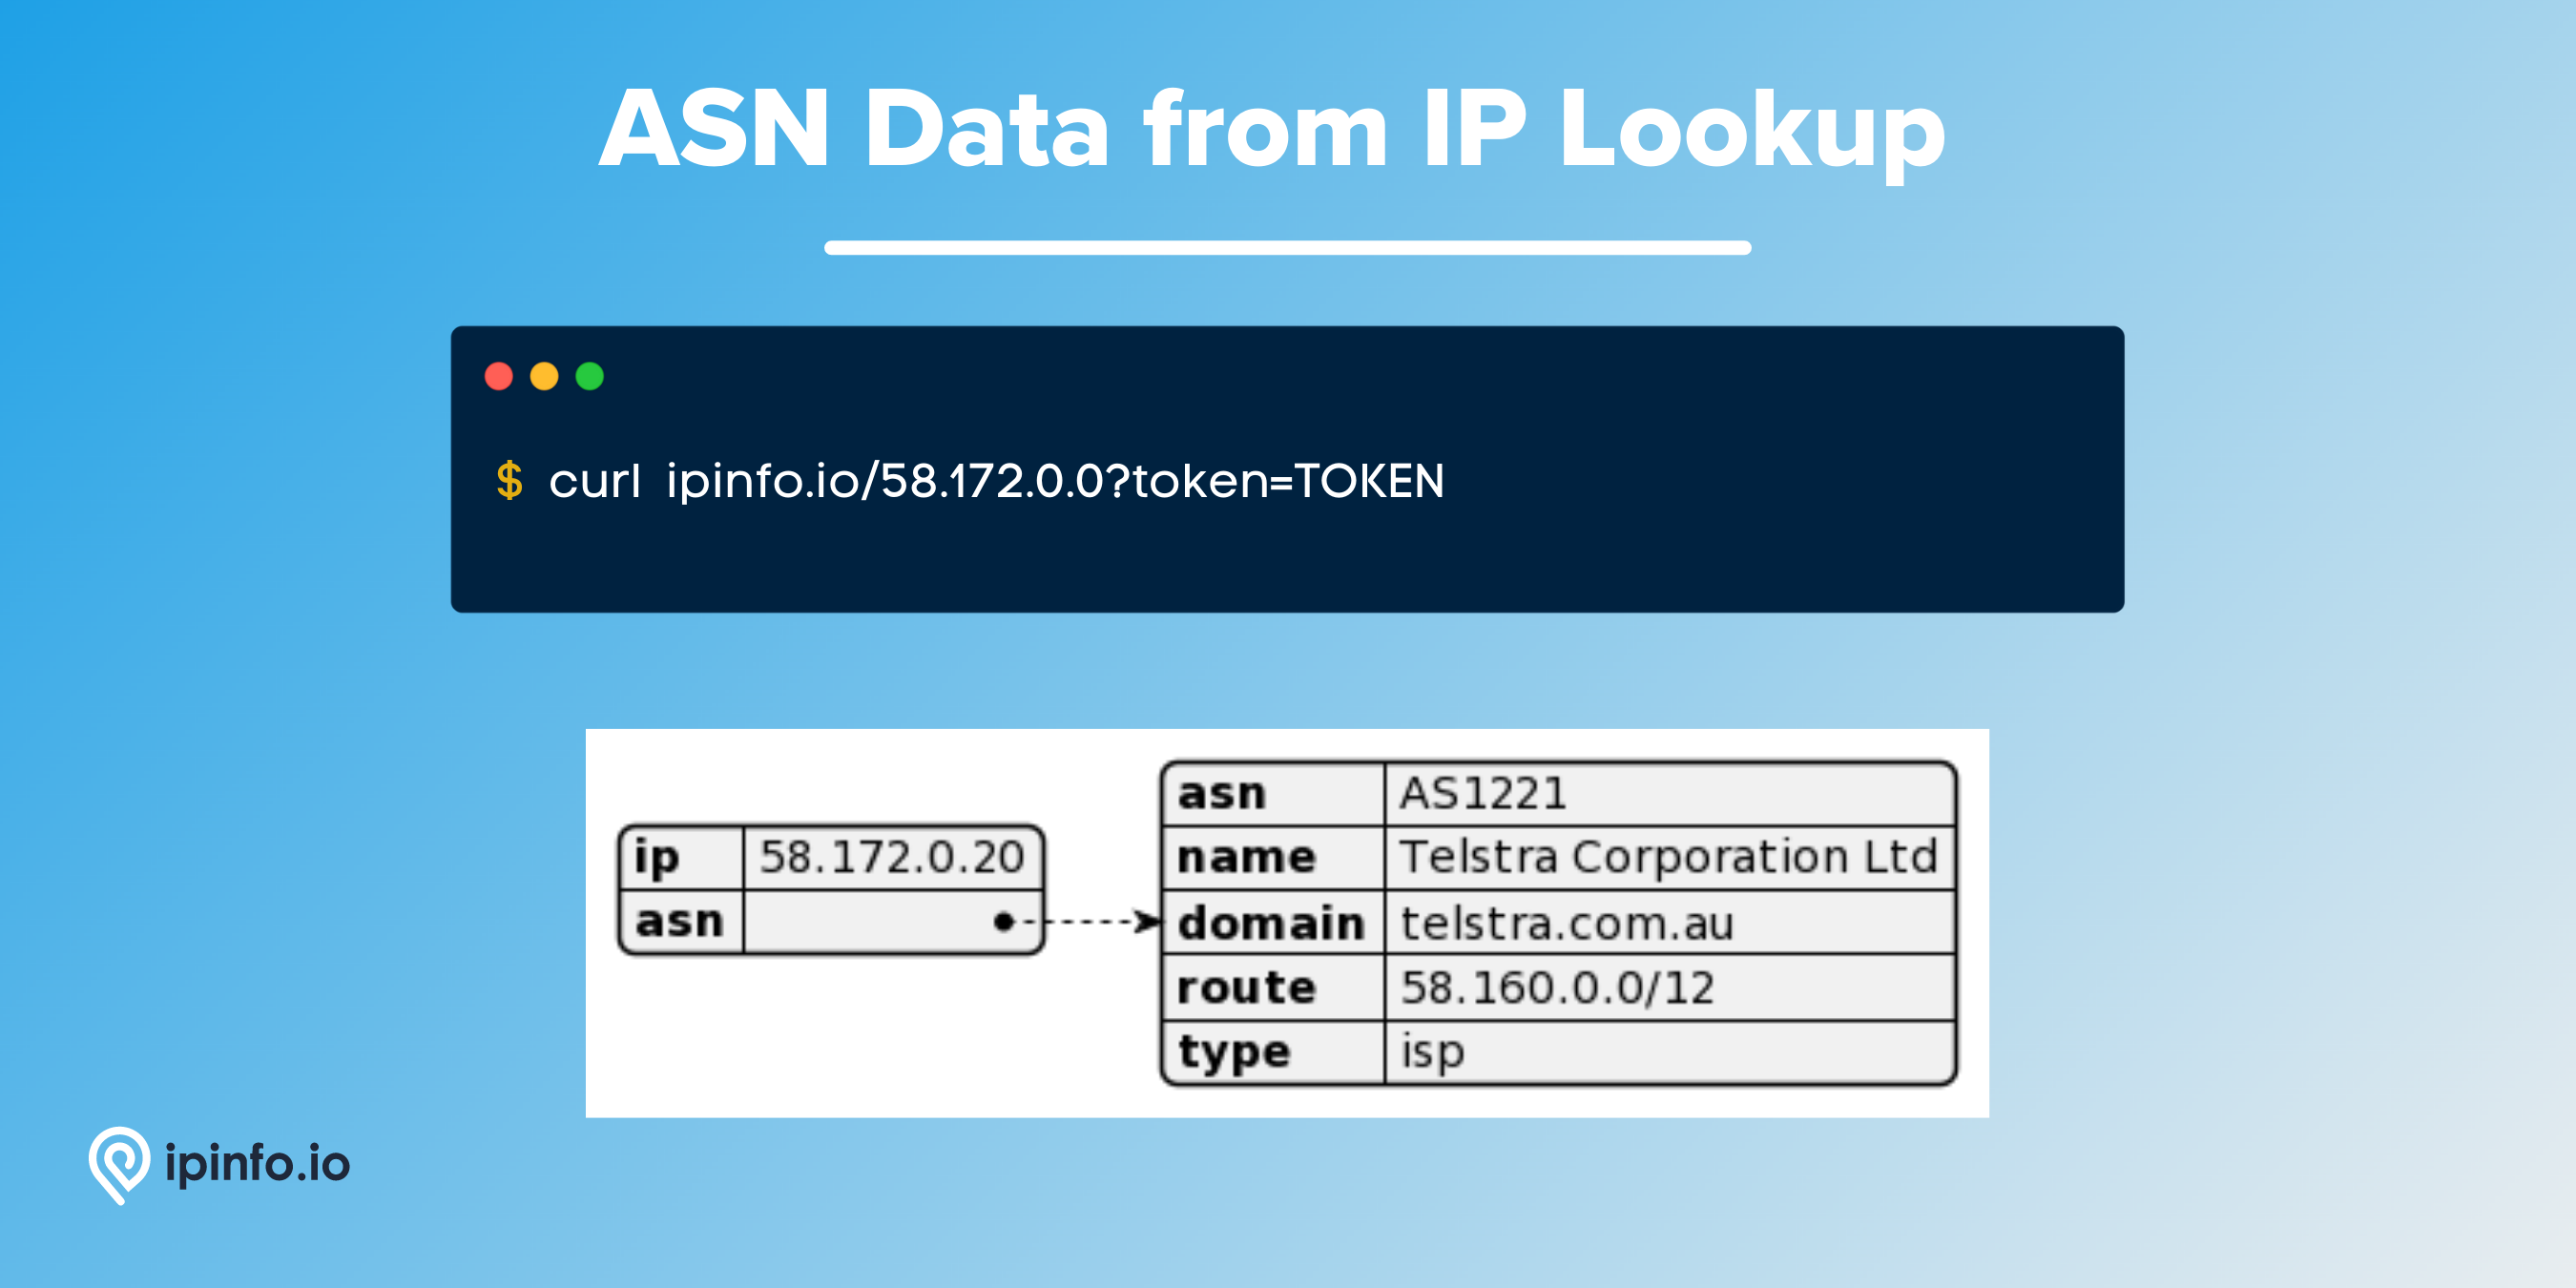 ASN Data from IP Lookup
$ curl ipinfo.io/58.172.0.0?token=TOKEN
ip 58.172.0.20
asn
asn AS1221
name Telstra Corporation Ltd
domain telstra.com.au
route 58.160.0.0/12
type isp
ipinfo.io